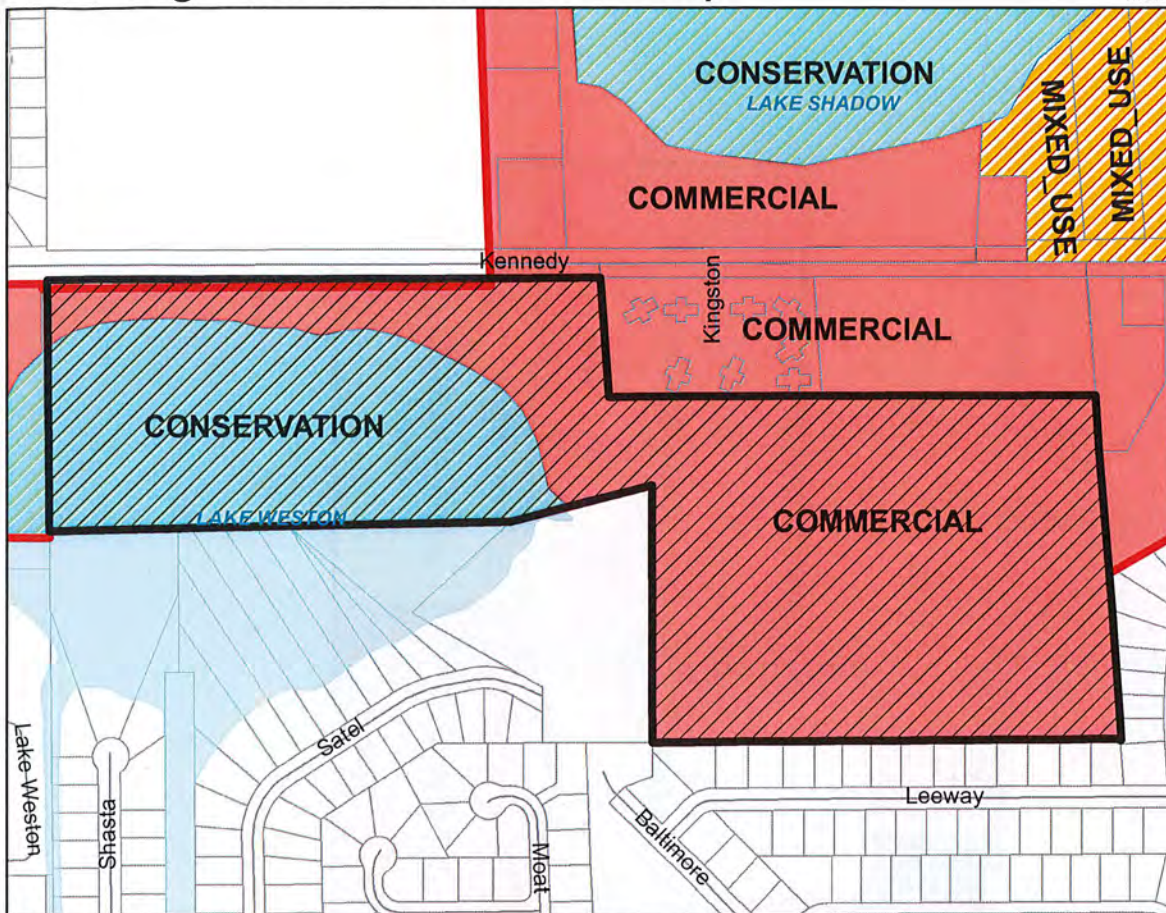 CONSERVATION
LAKE SHADOW
MIXED_USE
MIXED_USE
COMMERCIAL
Kennedy
Kingston
COMMERCIAL
CONSERVATION
LAKE WESTON
COMMERCIAL
Satel
Lake Weston
Shasta
Moat
Baltimore
Leeway